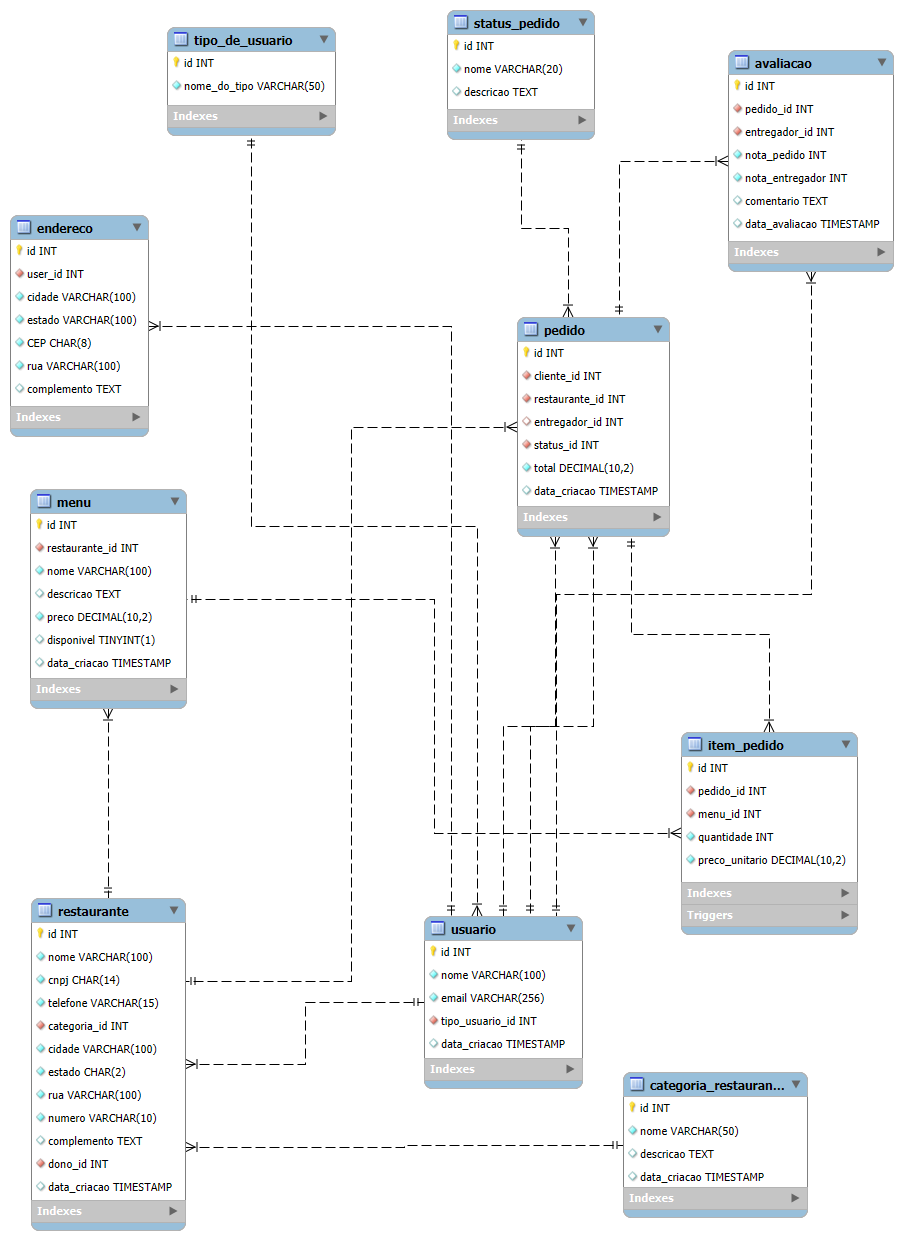 tipo_de_usuario
id INT
nome_do_tipo VARCHAR(50)
Indexes
status_pedido
id INT
nome VARCHAR(20)
descricao TEXT
Indexes
avaliacao
id INT
pedido_id INT
entregador_id INT
nota_pedido INT
nota_entregador INT
comentario TEXT
data_avaliacao TIMESTAMP
Indexes
endereco
id INT
user_id INT
cidade VARCHAR(100)
estado VARCHAR(100)
CEP CHAR(8)
rua VARCHAR(100)
complemento TEXT
Indexes
pedido
id INT
cliente_id INT
restaurante_id INT
entregador_id INT
status_id INT
total DECIMAL(10,2)
data_criacao TIMESTAMP
Indexes
menu
id INT
restaurante_id INT
nome VARCHAR(100)
descricao TEXT
preco DECIMAL(10,2)
disponivel TINYINT(1)
data_criacao TIMESTAMP
Indexes
item_pedido
id INT
pedido_id INT
menu_id INT
quantidade INT
preco_unitario DECIMAL(10,2)
Indexes
Triggers
restaurante
id INT
nome VARCHAR(100)
cnpj CHAR(14)
telefone VARCHAR(15)
categoria_id INT
cidade VARCHAR(100)
estado CHAR(2)
rua VARCHAR(100)
numero VARCHAR(10)
complemento TEXT
dono_id INT
data_criacao TIMESTAMP
Indexes
usuario
id INT
nome VARCHAR(100)
email VARCHAR(256)
tipo_usuario_id INT
data_criacao TIMESTAMP
Indexes
categoria_restauran...
id INT
nome VARCHAR(50)
descricao TEXT
data_criacao TIMESTAMP
Indexes